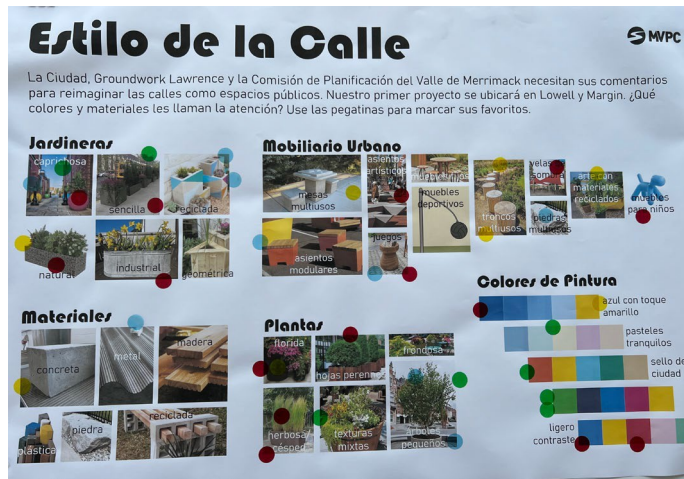 Estilo de la Calle
MVPC
La Ciudad, Groundwork Lawrence y la Comisión de Planificación del Valle de Merrimack necesitan sus comentarios
para reimaginar las calles como espacios públicos. Nuestro primer proyecto se ubicará en Lowell y Margin. ¿Qué
colores y materiales les llaman la atención? Use las pegatinas para marcar sus favoritos.
Jardineras
caprichosa
sencilla
reciclada
natural
industrial
geométrica
Mobiliario Urbano
mesas
multiusos
asientos
artísticos
muebles
deportivos
troncos
multiusos
velas
sombra
piedras
multiusos
arte con
materiales
reciclados
muebles
para niños
asientos
modulares
juegos
Materiales
concreta
metal
madera
plástica
piedra
reciclada
Plantas
florida
hojas perennes
frondosa
herbosa/
césped
texturas
mixtas
árboles
pequeños
Colores de Pintura
azul con toque
amarillo
pasteles
tranquilos
sello de
ciudad
ligero
contraste